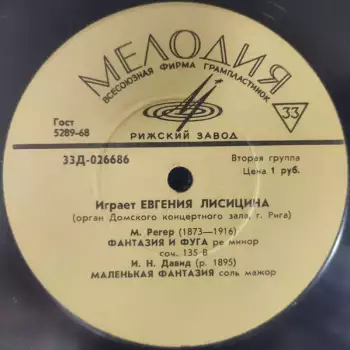 МЕЛОДИЯ
ВСЕСОЮЗНАЯ ФИРМА ГРАМПЛАСТИНОК
33
Гост
5289-68
РИЖСКИЙ ЗАВОД
33Д-026686
Вторая группа
Цена 1 руб.
Играет ЕВГЕНИЯ ЛИСИЦИНА
(орган Домского концертного зала, г. Рига)
М. Регер (1873—1916)
ФАНТАЗИЯ И ФУГА ре минор
соч. 135-В
И. Н. Давид (р. 1895)
МАЛЕНЬКАЯ ФАНТАЗИЯ соль мажор